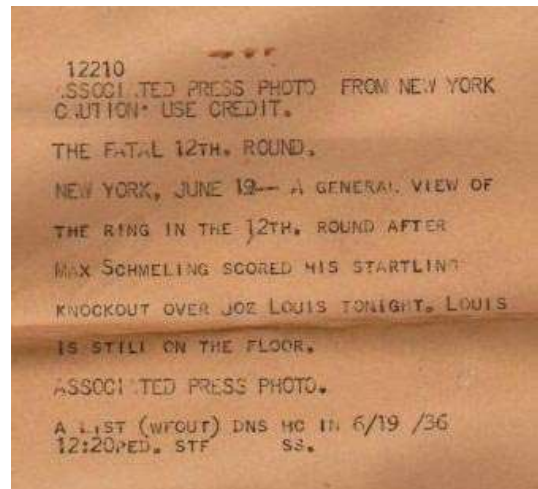 12210
ASSOCIATED PRESS PHOTO FROM NEW YORK
CAUTION· USE CREDIT.
THE FATAL 12TH. ROUND.
NEW YORK, JUNE 19-- A GENERAL VIEW OF
THE RING IN THE 12TH. ROUND AFTER
MAX SCHMELING SCORED HIS STARTLING
KNOCKOUT OVER JOE LOUIS TONIGHT. LOUIS
IS STILL ON THE FLOOR.
ASSOCIATED PRESS PHOTO.
A LIST (WFOUT) DNS MC IN 6/19 /36
12:20PED. STF SS.